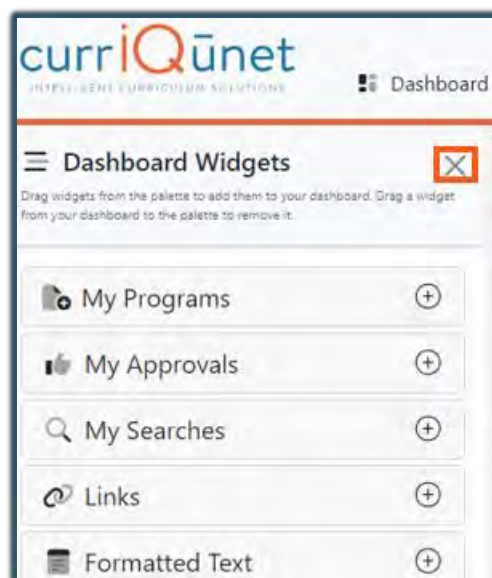 currIQūnet
INTELLIGENT CURRICULUM SOLUTIONS
Dashboard
Dashboard Widgets
Drag widgets from the palette to add them to your dashboard. Drag a widget
from your dashboard to the palette to remove it.
My Programs
My Approvals
My Searches
Links
Formatted Text